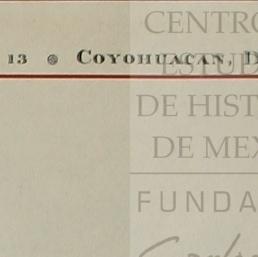 13 ⊛ COYOHUACAN, D
CENTRO
ESTUD
DE HIST
DE MEX
FUNDA